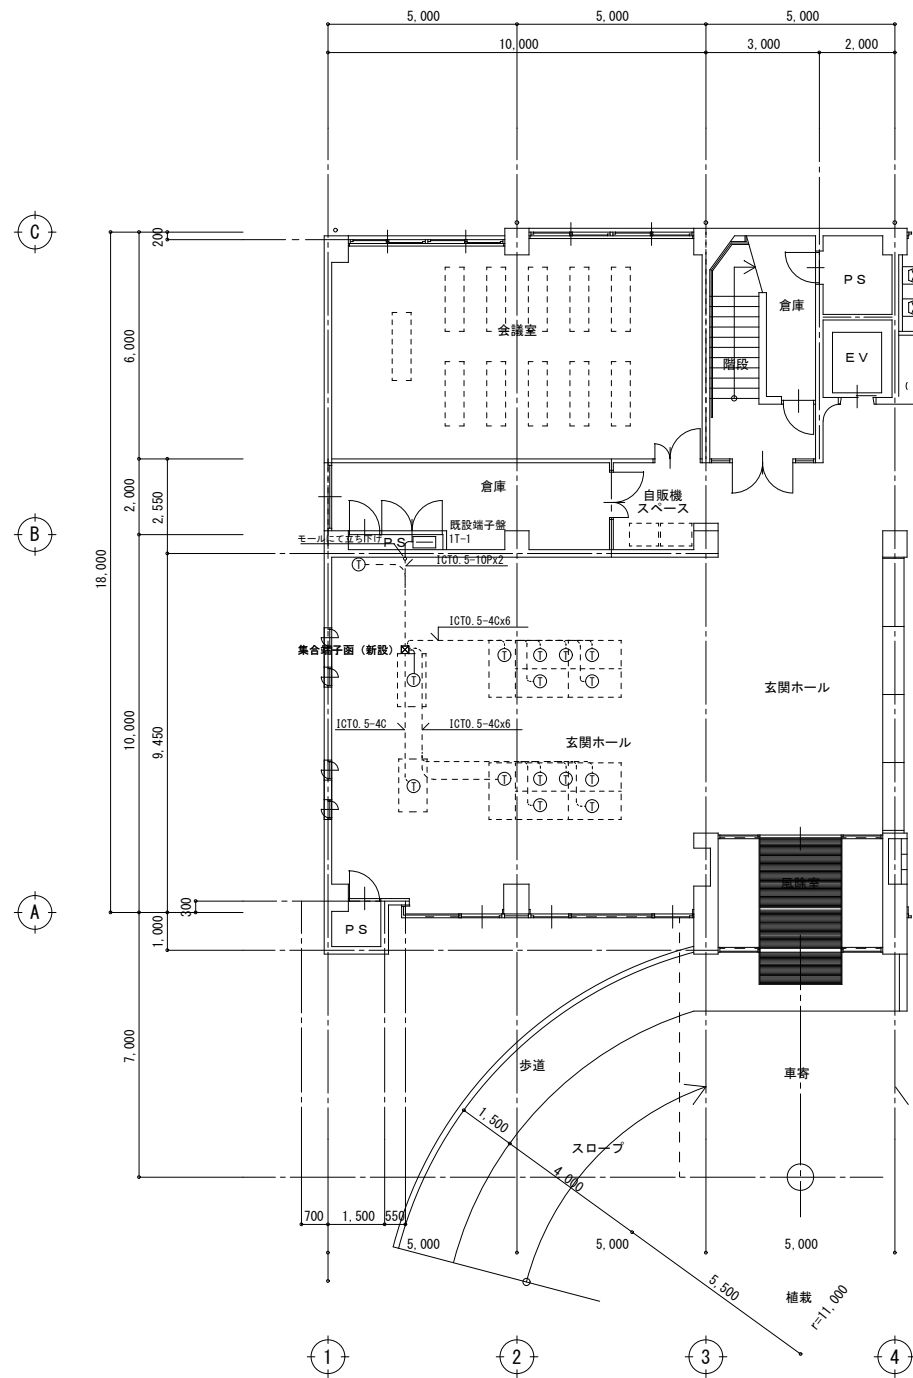 5,000
5,000
5,000
10,000
3,000
2,000
C
200
PS
倉庫
会議室
6,000
階段
EV
倉庫
自販機
スペース
2,000
2,550
既設端子盤
1T-1
B
モールにて立ち下げ
PS
18,000
ICT0.5-10Px2
T
ICT0.5-4Cx6
集合端子函（新設）
T
T
T
T
T
T
T
玄関ホール
10,000
9,450
ICT0.5-4C
ICT0.5-4Cx6
玄関ホール
T
T
T
T
T
T
T
風除室
A
300
1,000
PS
7,000
歩道
車寄
1,500
スロープ
4,000
700
1,500
550
5,000
5,000
5,000
5,500
植栽
r=11,000
1
2
3
4